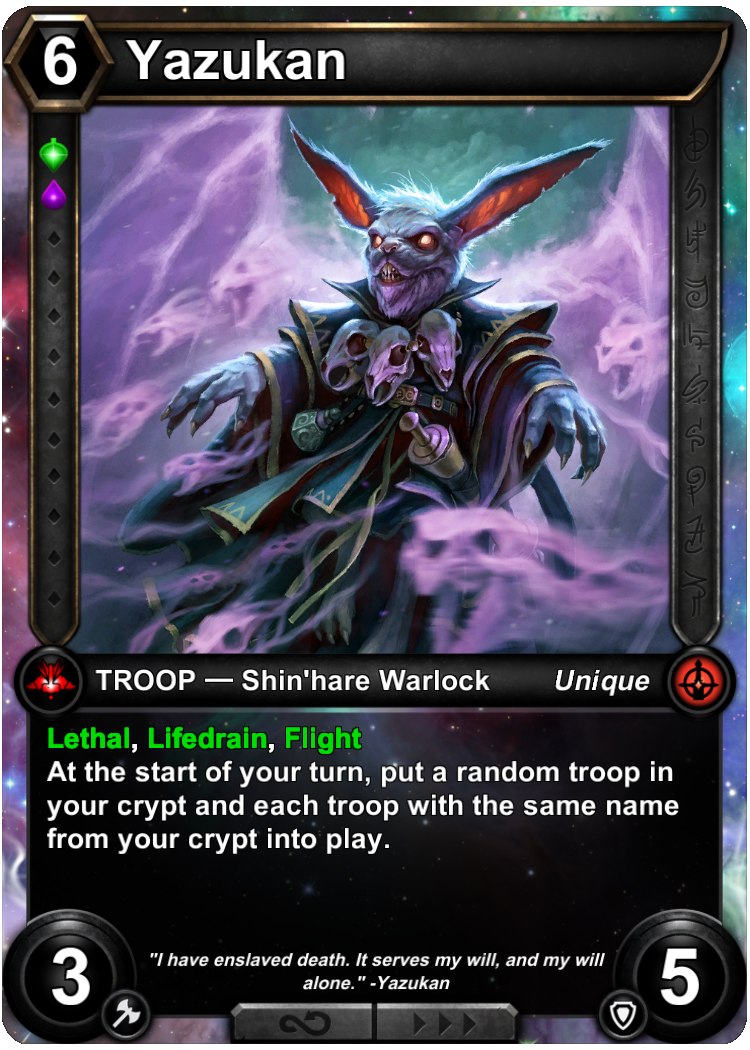 6 Yazukan
TROOP — Shin'hare Warlock Unique
Lethal, Lifedrain, Flight
At the start of your turn, put a random troop in
your crypt and each troop with the same name
from your crypt into play.
"I have enslaved death. It serves my will, and my will
alone." -Yazukan
3 5